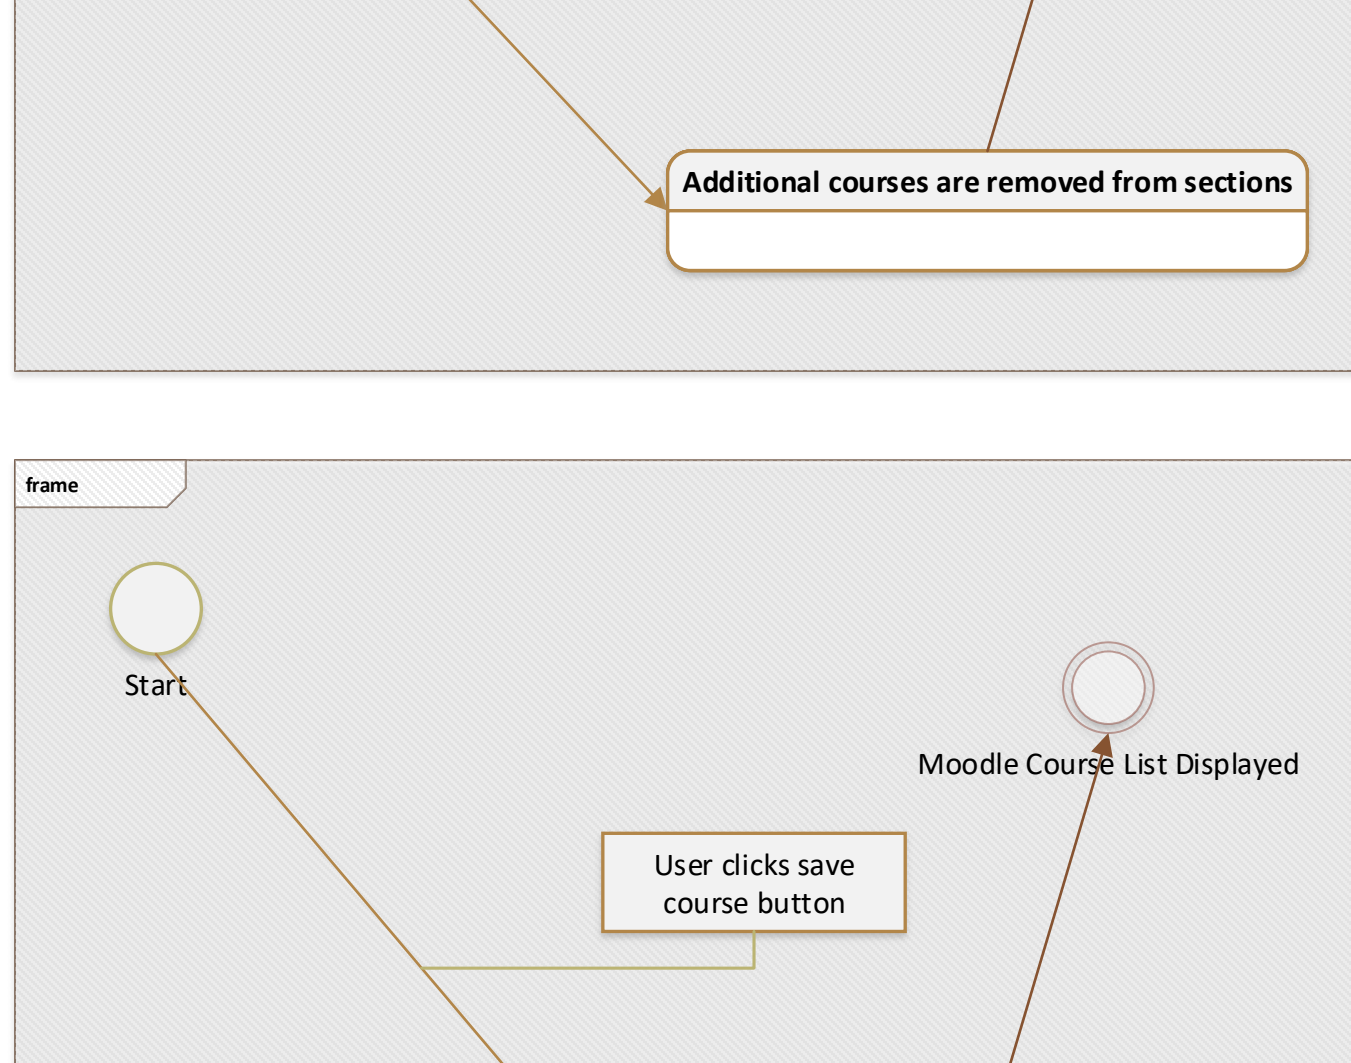 Additional courses are removed from sections
frame
Start
Moodle Course List Displayed
User clicks save
course button